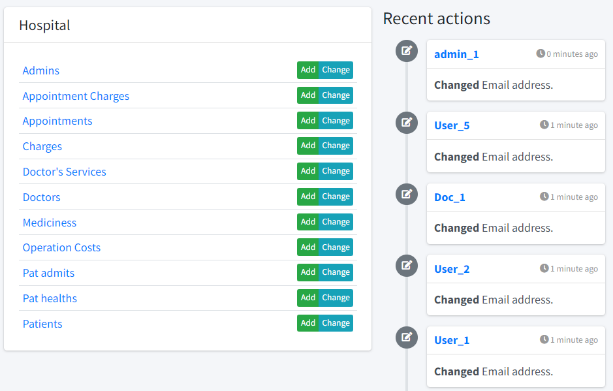 Hospital
Admins Add Change
Appointment Charges Add Change
Appointments Add Change
Charges Add Change
Doctor's Services Add Change
Doctors Add Change
Mediciness Add Change
Operation Costs Add Change
Pat admits Add Change
Pat healths Add Change
Patients Add Change
Recent actions
admin_1 0 minutes ago
Changed Email address.
User_5 1 minute ago
Changed Email address.
Doc_1 1 minute ago
Changed Email address.
User_2 1 minute ago
Changed Email address.
User_1 1 minute ago
Changed Email address.